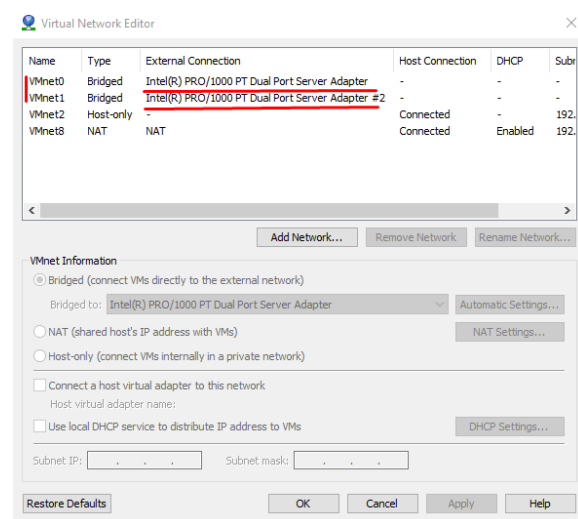 Virtual Network Editor
Name Type External Connection Host Connection DHCP Subr
VMnet0 Bridged Intel(R) PRO/1000 PT Dual Port Server Adapter - - -
VMnet1 Bridged Intel(R) PRO/1000 PT Dual Port Server Adapter #2 - - -
VMnet2 Host-only - Connected - 192.
VMnet8 NAT NAT Connected Enabled 192.
Add Network... Remove Network Rename Network...
VMnet Information
Bridged (connect VMs directly to the external network)
Bridged to: Intel(R) PRO/1000 PT Dual Port Server Adapter Automatic Settings...
NAT (shared host's IP address with VMs) NAT Settings...
Host-only (connect VMs internally in a private network)
Connect a host virtual adapter to this network
Host virtual adapter name:
Use local DHCP service to distribute IP address to VMs DHCP Settings...
Subnet IP: . . . Subnet mask: . . .
Restore Defaults OK Cancel Apply Help